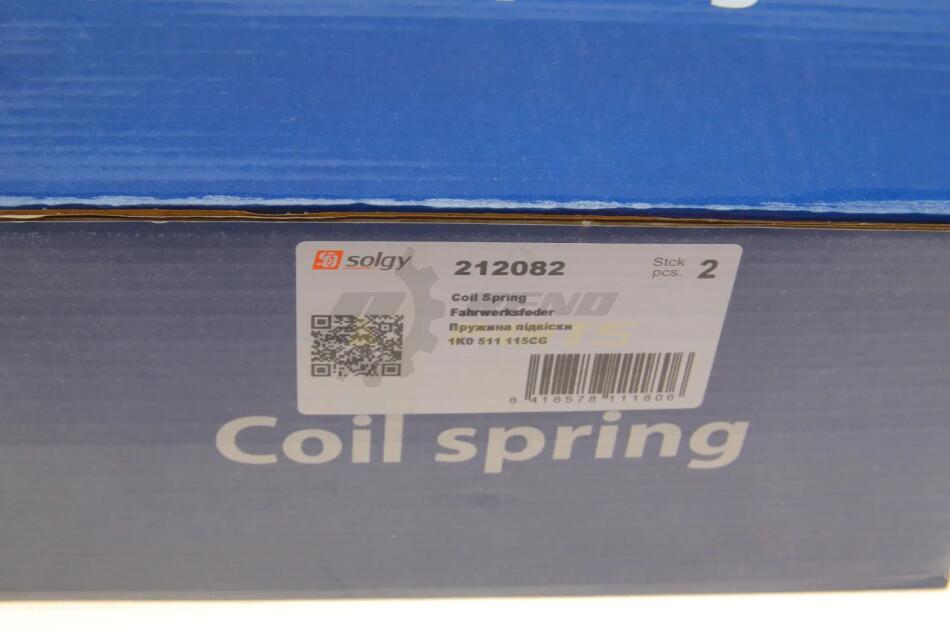 solgy
212082
Stck
pcs. 2
Coil Spring
Fahrwerksfeder
Пружина підвіски
1K0 511 115CG
8 418578 111806
Coil spring